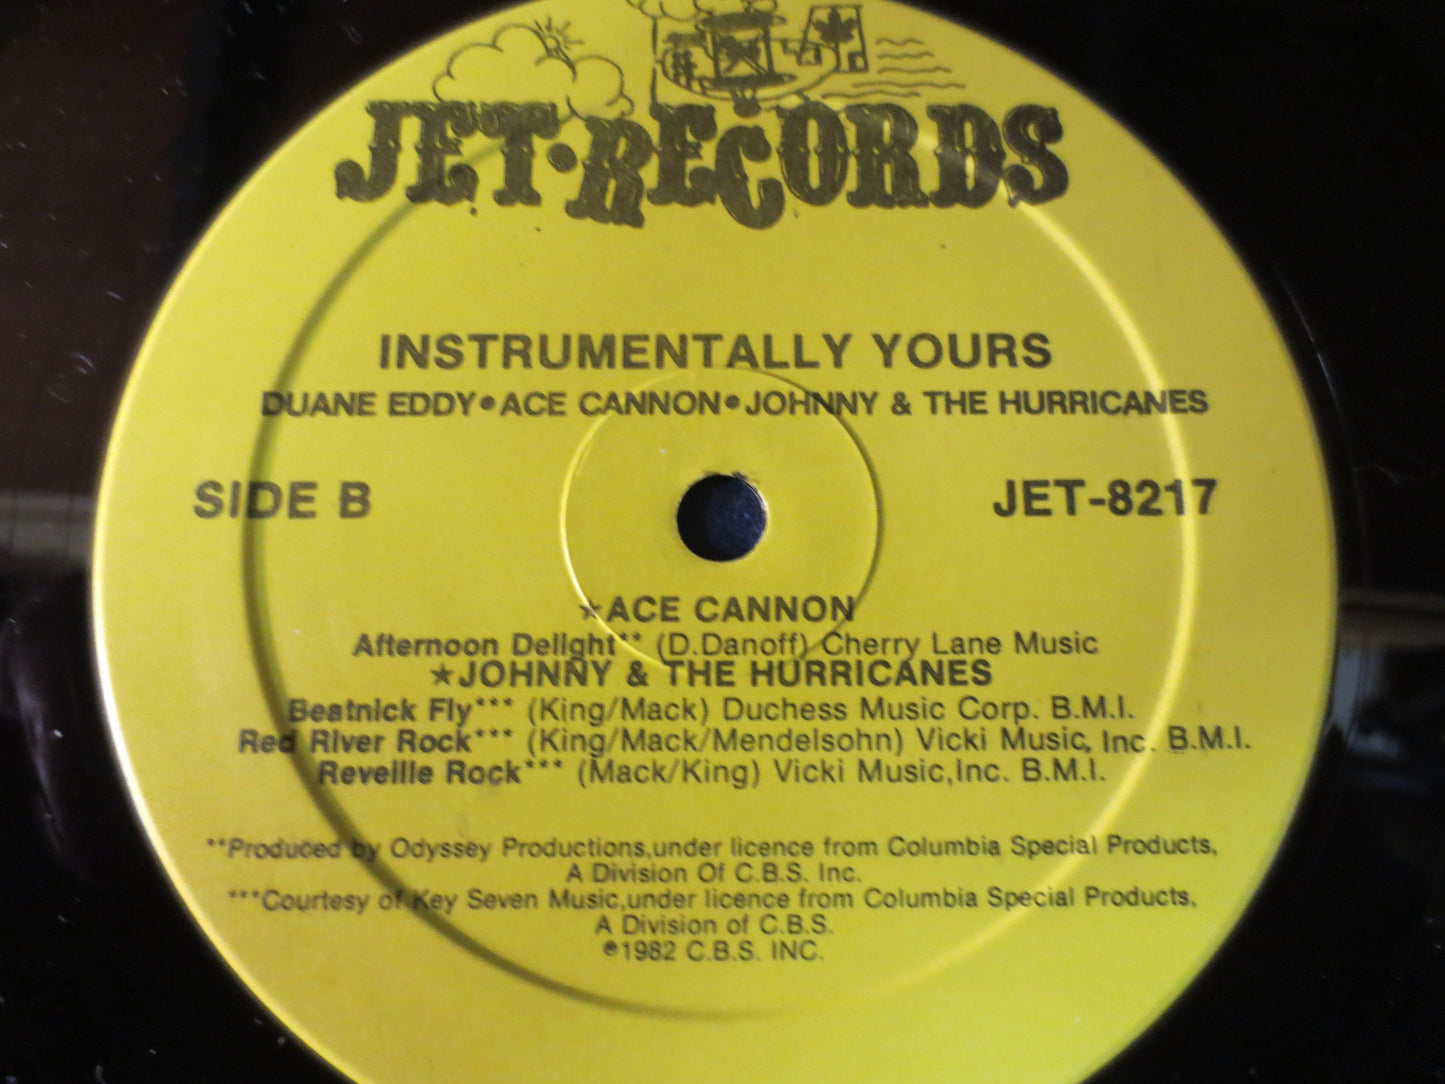 JET·RECORDS
INSTRUMENTALLY YOURS
DUANE EDDY•ACE CANNON•JOHNNY & THE HURRICANES
SIDE B JET-8217
★ACE CANNON
Afternoon Delight** (D.Danoff) Cherry Lane Music
★JOHNNY & THE HURRICANES
Beatnick Fly*** (King/Mack) Duchess Music Corp. B.M.I.
Red River Rock*** (King/Mack/Mendelsohn) Vicki Music, Inc. B.M.I.
Reveille Rock*** (Mack/King) Vicki Music,Inc. B.M.I.
**Produced by Odyssey Productions,under licence from Columbia Special Products,
A Division Of C.B.S. Inc.
***Courtesy of Key Seven Music,under licence from Columbia Special Products,
A Division of C.B.S.
℗1982 C.B.S. INC.